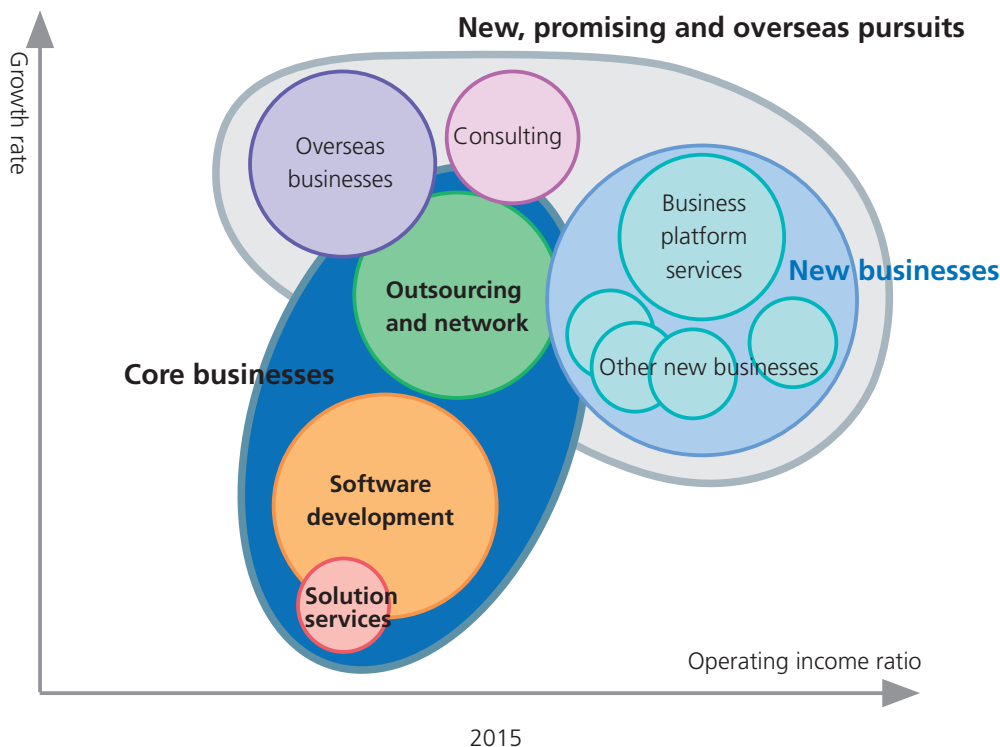 New, promising and overseas pursuits
Growth rate
Overseas
businesses
Consulting
Business
platform
services
New businesses
Outsourcing
and network
Other new businesses
Core businesses
Software
development
Solution
services
Operating income ratio
2015